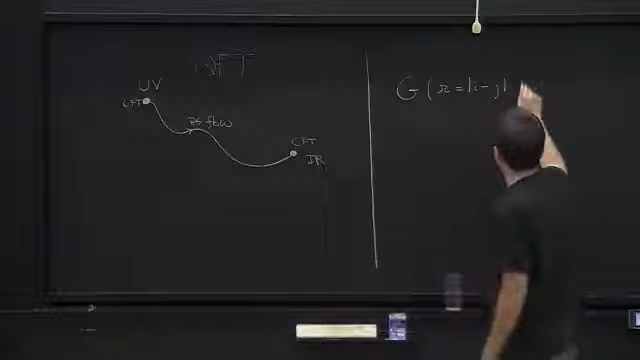 QFT
UV
CFT
RG flow
CFT
IR
G ( r = |i - j|